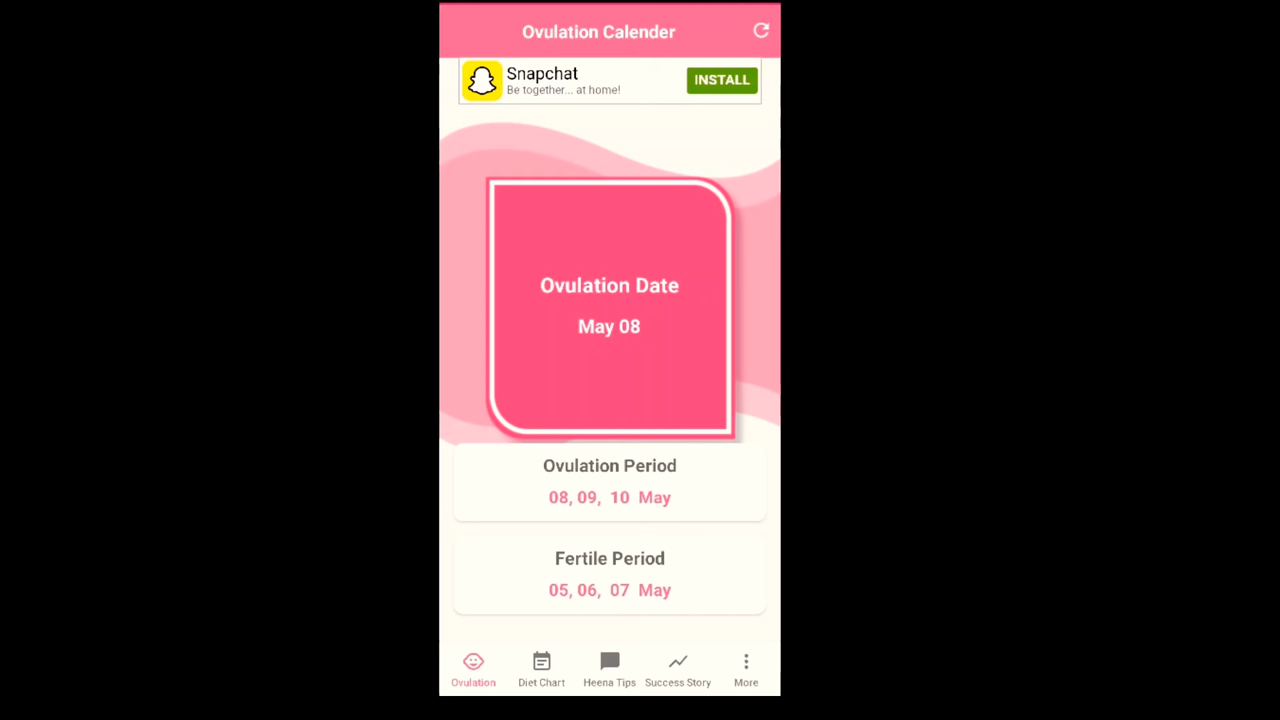 Ovulation Calender
Snapchat
Be together... at home!
INSTALL
Ovulation Date
May 08
Ovulation Period
08, 09, 10 May
Fertile Period
05, 06, 07 May
Ovulation
Diet Chart
Heena Tips
Success Story
More